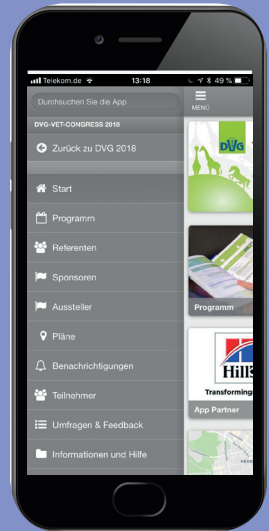 Telekom.de 13:18 49 %
Durchsuchen Sie die App
MENÜ
DVG-VET-CONGRESS 2018
Zurück zu DVG 2018
Start
Programm
Referenten
Sponsoren
Aussteller
Pläne
Benachrichtigungen
Teilnehmer
Umfragen & Feedback
Informationen und Hilfe
DVG
Programm
Hill
Transforming
App Partner